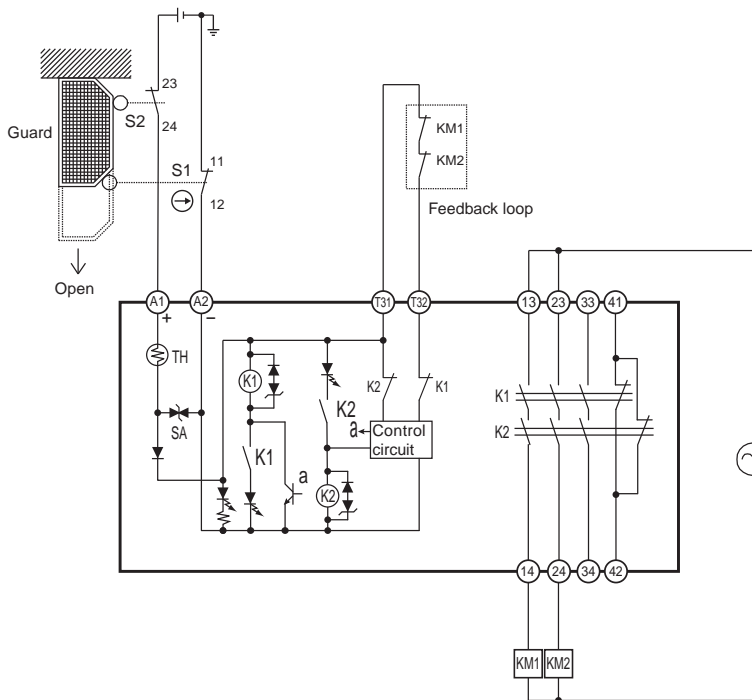 23
Guard
S2
24
S1
11
12
Open
KM1
KM2
Feedback loop
A1
A2
T31
T32
13
23
33
41
+
−
TH
SA
K1
K1
K2
K2
K2
K1
a
a
Control
circuit
K1
K2
14
24
34
42
KM1
KM2